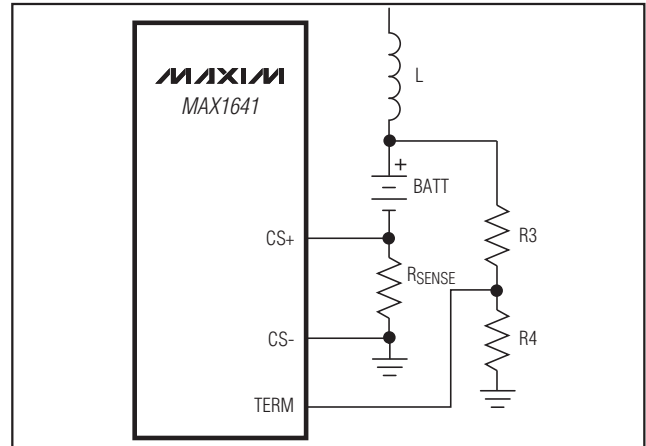 MAXIM
MAX1641
L
+
BATT
CS+
R3
RSENSE
CS-
R4
TERM